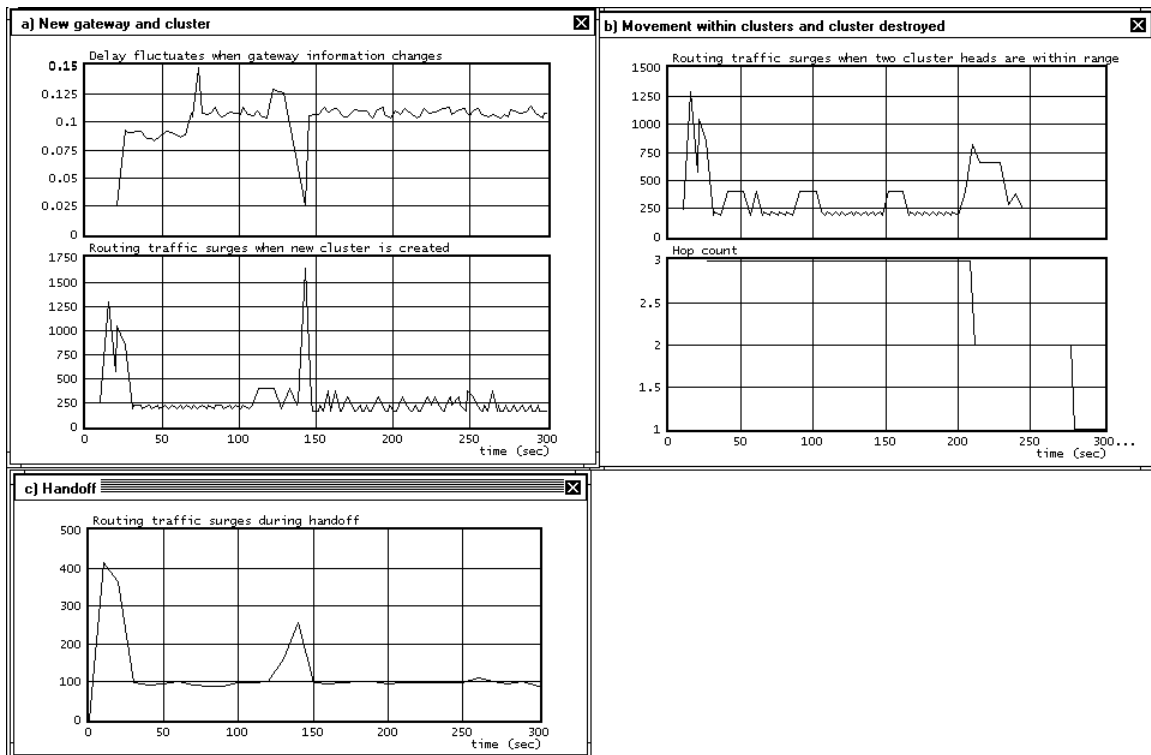 a) New gateway and cluster
Delay fluctuates when gateway information changes
0.15
0.125
0.1
0.075
0.05
0.025
0
Routing traffic surges when new cluster is created
1750
1500
1250
1000
750
500
250
0
0 50 100 150 200 250 300
time (sec)
b) Movement within clusters and cluster destroyed
Routing traffic surges when two cluster heads are within range
1500
1250
1000
750
500
250
0
Hop count
3
2.5
2
1.5
1
0 50 100 150 200 250 300...
time (sec)
c) Handoff
Routing traffic surges during handoff
500
400
300
200
100
0
0 50 100 150 200 250 300
time (sec)